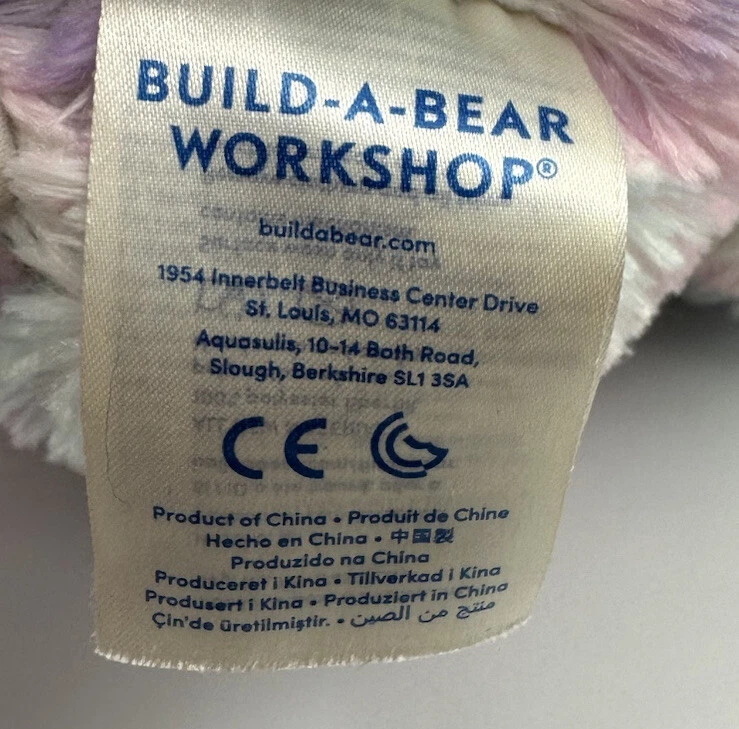 BUILD-A-BEAR
WORKSHOP®
buildabear.com
1954 Innerbelt Business Center Drive
St. Louis, MO 63114
Aquasulis, 10-14 Bath Road,
Slough, Berkshire SL1 3SA
CE
Product of China • Produit de Chine
Hecho en China • 中国製
Produzido na China
Produceret i Kina • Tillverkad i Kina
Produsert i Kina • Produziert in China
Çin'de üretilmiştir. • منتج من الصين